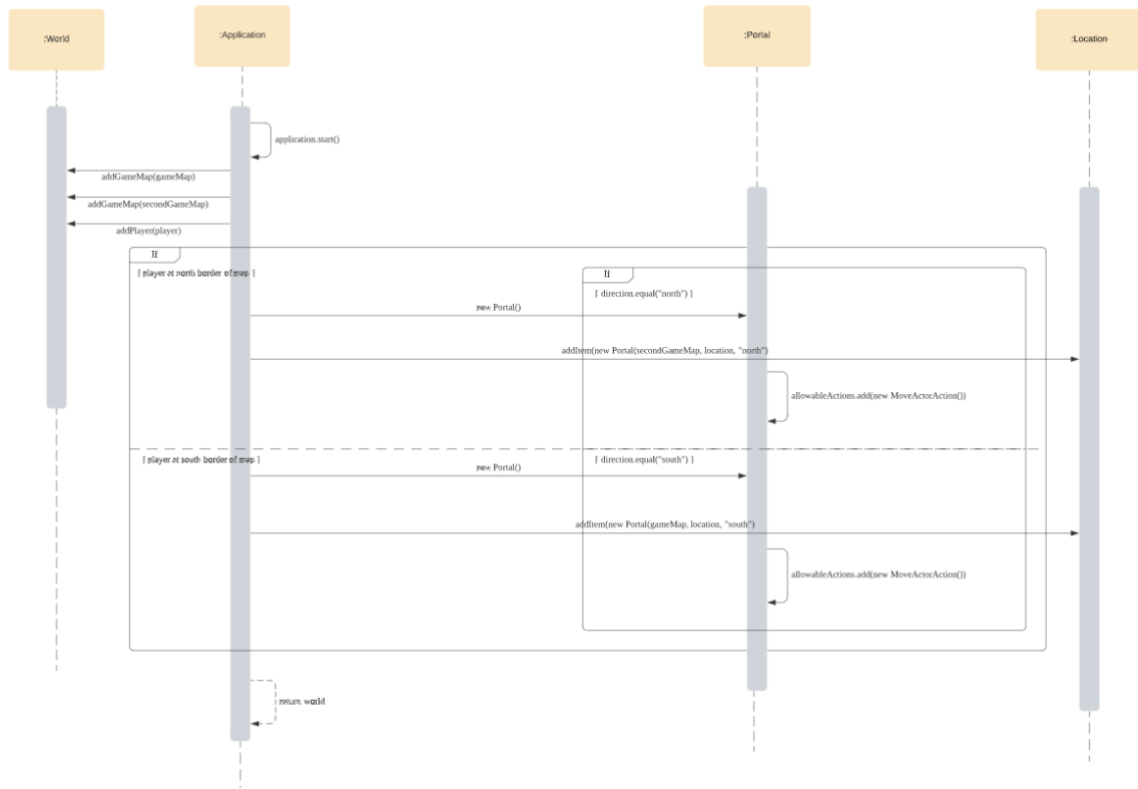 :World
:Application
:Portal
:Location
application.start()
addGameMap(gameMap)
addGameMap(secondGameMap)
addPlayer(player)
If
[ player at north border of map ]
If
[ direction.equal("north") ]
new Portal()
addItem(new Portal(secondGameMap, location, "north")
allowableActions.add(new MoveActorAction())
[ player at south border of map ]
[ direction.equal("south") ]
new Portal()
addItem(new Portal(gameMap, location, "south")
allowableActions.add(new MoveActorAction())
return world